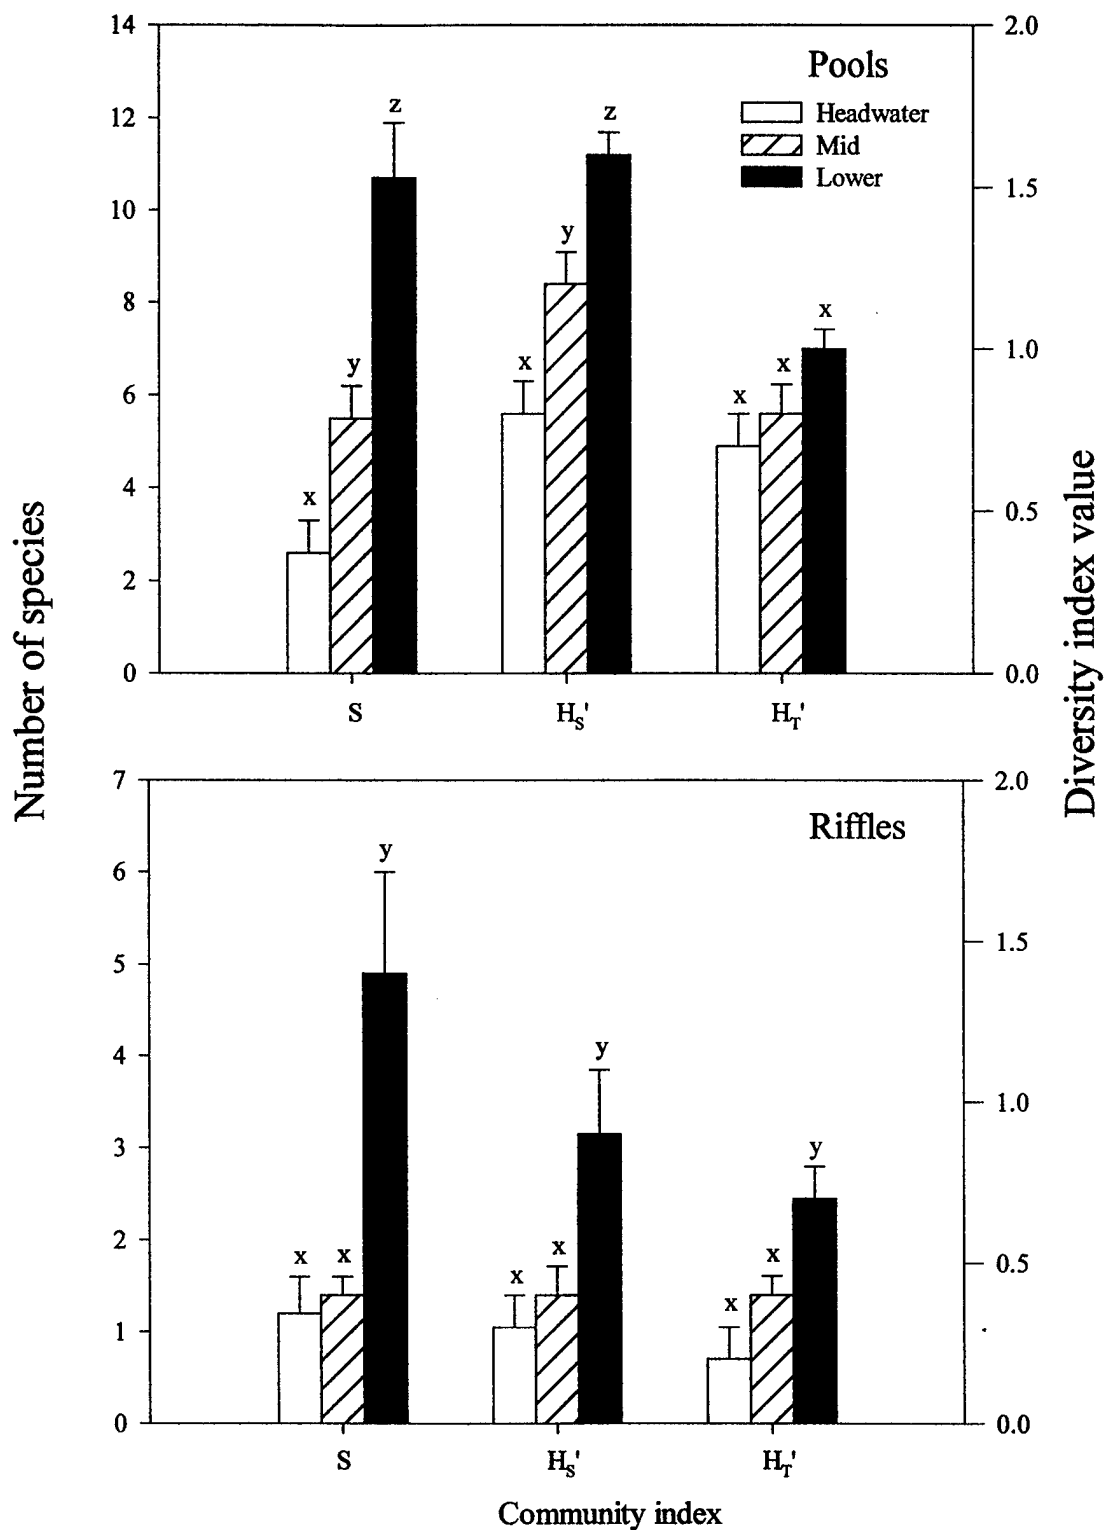 Number of species
Diversity index value
Pools
Headwater
Mid
Lower
14
12
10
8
6
4
2
0
2.0
1.5
1.0
0.5
0.0
x
y
z
x
y
z
x
x
x
S
H_S'
H_T'
Riffles
7
6
5
4
3
2
1
0
2.0
1.5
1.0
0.5
0.0
x
x
y
x
x
y
x
x
y
S
H_S'
H_T'
Community index